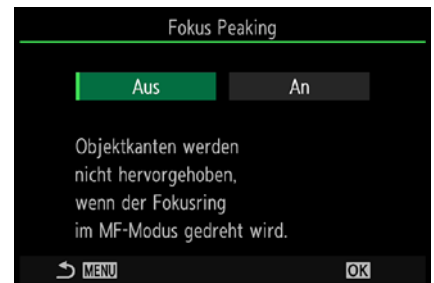 Fokus Peaking
Aus An
Objektkanten werden
nicht hervorgehoben,
wenn der Fokusring
im MF-Modus gedreht wird.
MENU OK